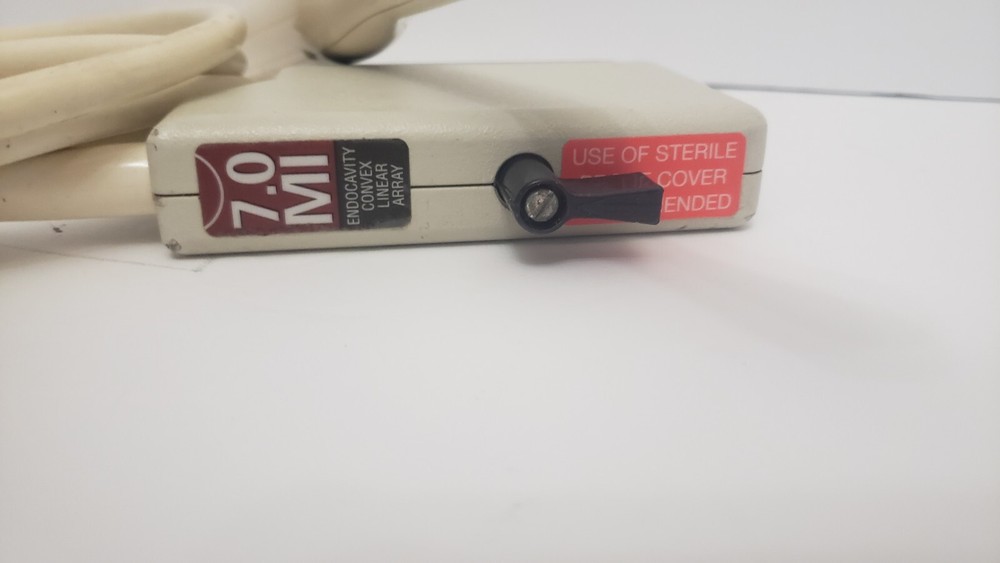 7.0
MI
ENDOCAVITY
CONVEX
LINEAR
ARRAY
USE OF STERILE
COVER
ENDED